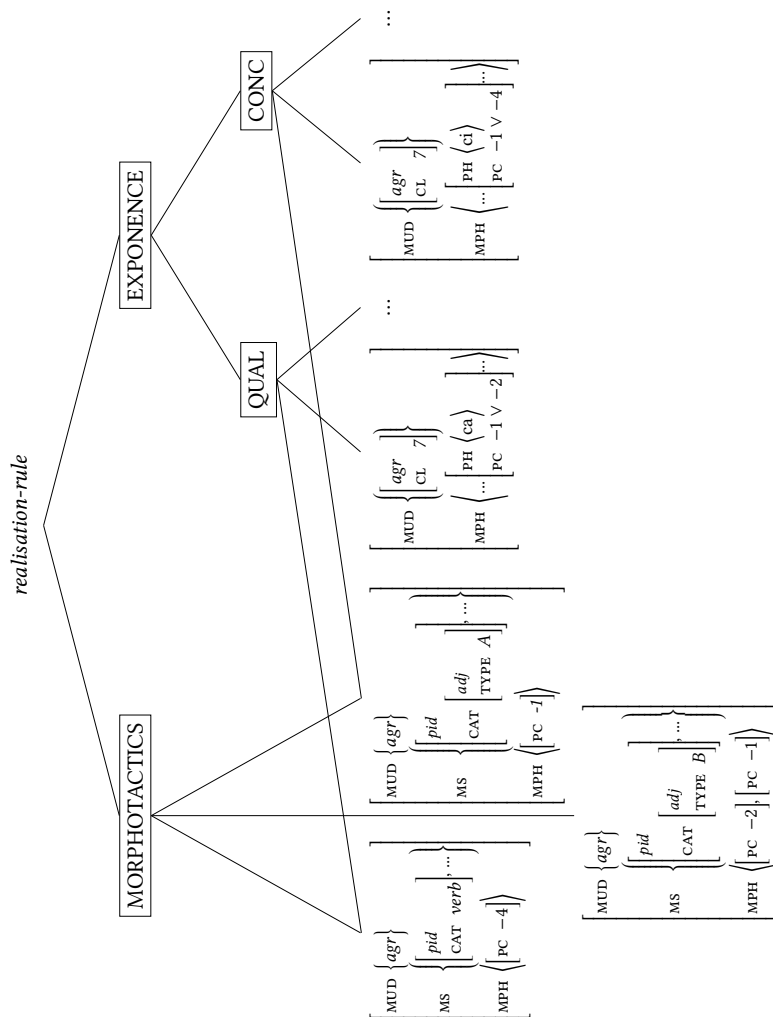 realisation-rule
MORPHOTACTICS
EXPONENCE
QUAL
CONC
MUD {agr}
MS {[pid
CAT verb], ...}
MPH ⟨[PC −4]⟩
MUD {agr}
MS {[pid
CAT [adj
TYPE A]], ...}
MPH ⟨[PC -1]⟩
MUD {[agr
CL 7]}
MPH ⟨... [PH ⟨ca⟩
PC −1 ∨ −2] ...⟩
...
MUD {[agr
CL 7]}
MPH ⟨... [PH ⟨ci⟩
PC −1 ∨ −4] ...⟩
...
MUD {agr}
MS {[pid
CAT [adj
TYPE B]], ...}
MPH ⟨[PC −2], [PC −1]⟩